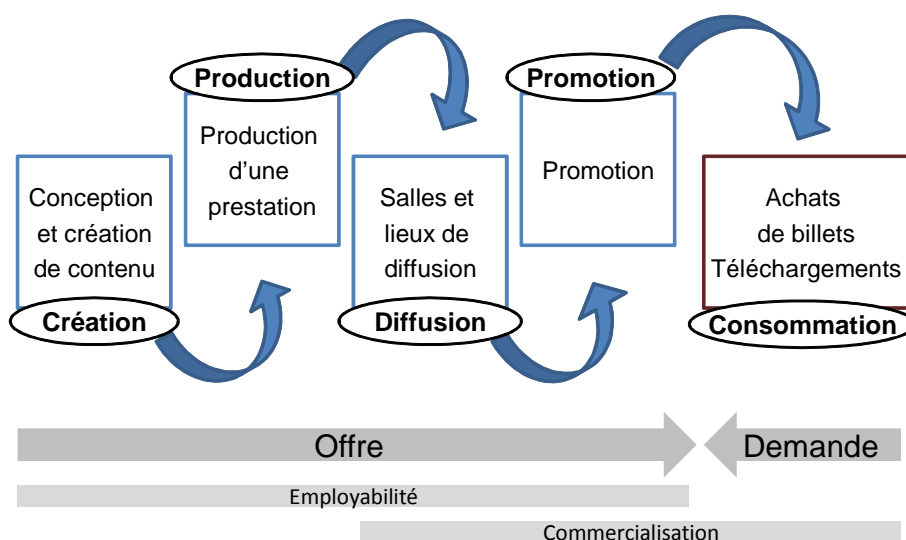 Production
Production
d’une
prestation
Promotion
Promotion
Conception
et création
de contenu
Création
Salles et
lieux de
diffusion
Diffusion
Achats
de billets
Téléchargements
Consommation
Offre
Demande
Employabilité
Commercialisation